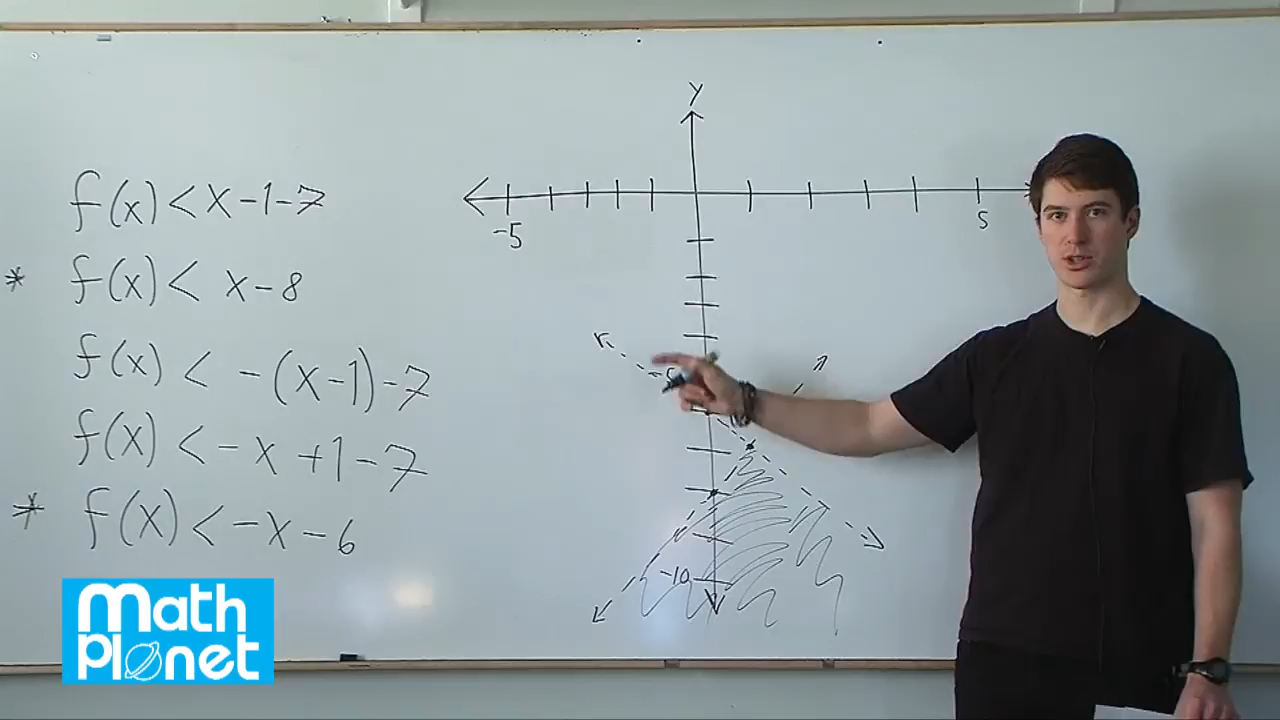 y
f(x) < x - 1 - 7
* f(x) < x - 8
f(x) < -(x - 1) - 7
f(x) < -x + 1 - 7
* f(x) < -x - 6
-5
5
-10
Math
Planet